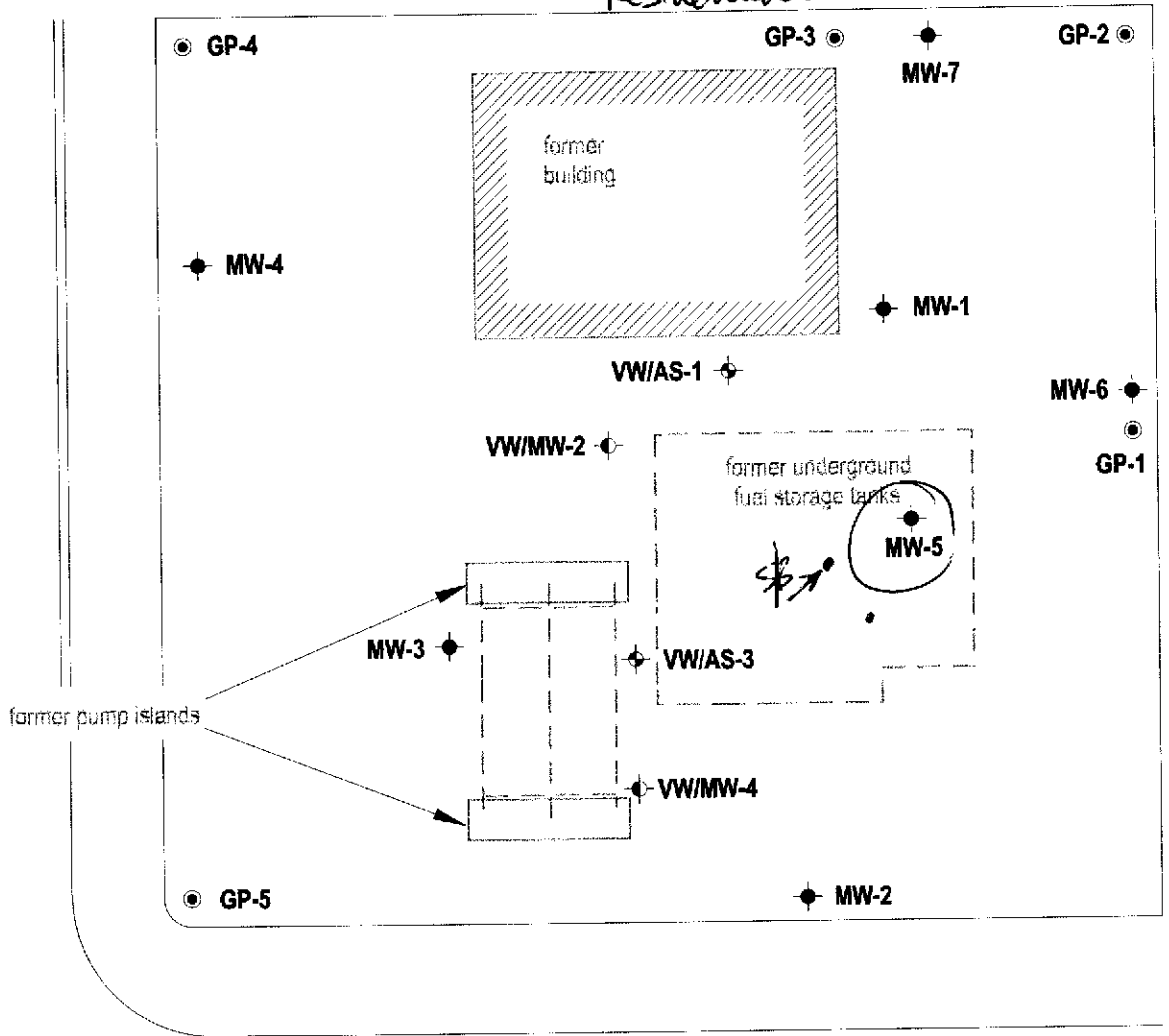 GP-4
GP-3
GP-2
MW-7
former
building
MW-4
MW-1
VW/AS-1
MW-6
VW/MW-2
GP-1
former underground
fuel storage tanks
MW-5
MW-3
VW/AS-3
former pump islands
VW/MW-4
GP-5
MW-2